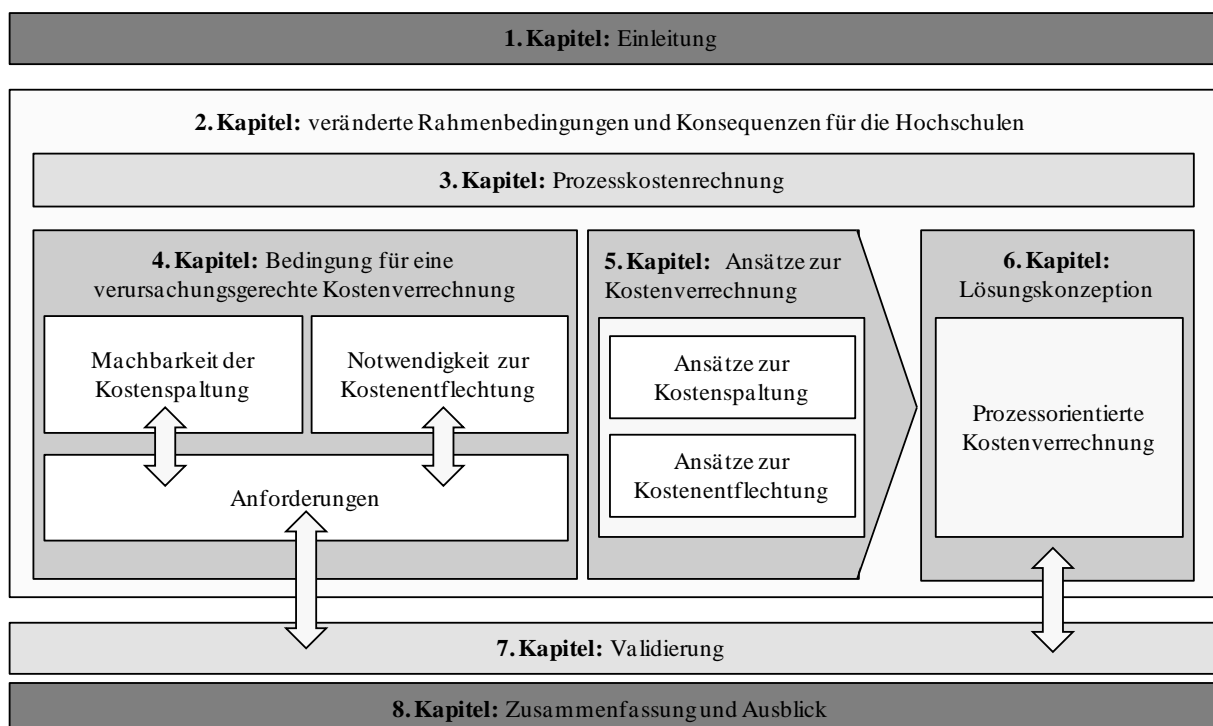 1. Kapitel: Einleitung
2. Kapitel: veränderte Rahmenbedingungen und Konsequenzen für die Hochschulen
3. Kapitel: Prozesskostenrechnung
4. Kapitel: Bedingung für eine
verursachungsgerechte Kostenverrechnung
Machbarkeit der
Kostenspaltung
Notwendigkeit zur
Kostenentflechtung
Anforderungen
5. Kapitel: Ansätze zur
Kostenverrechnung
Ansätze zur
Kostenspaltung
Ansätze zur
Kostenentflechtung
6. Kapitel:
Lösungskonzeption
Prozessorientierte
Kostenverrechnung
7. Kapitel: Validierung
8. Kapitel: Zusammenfassung und Ausblick